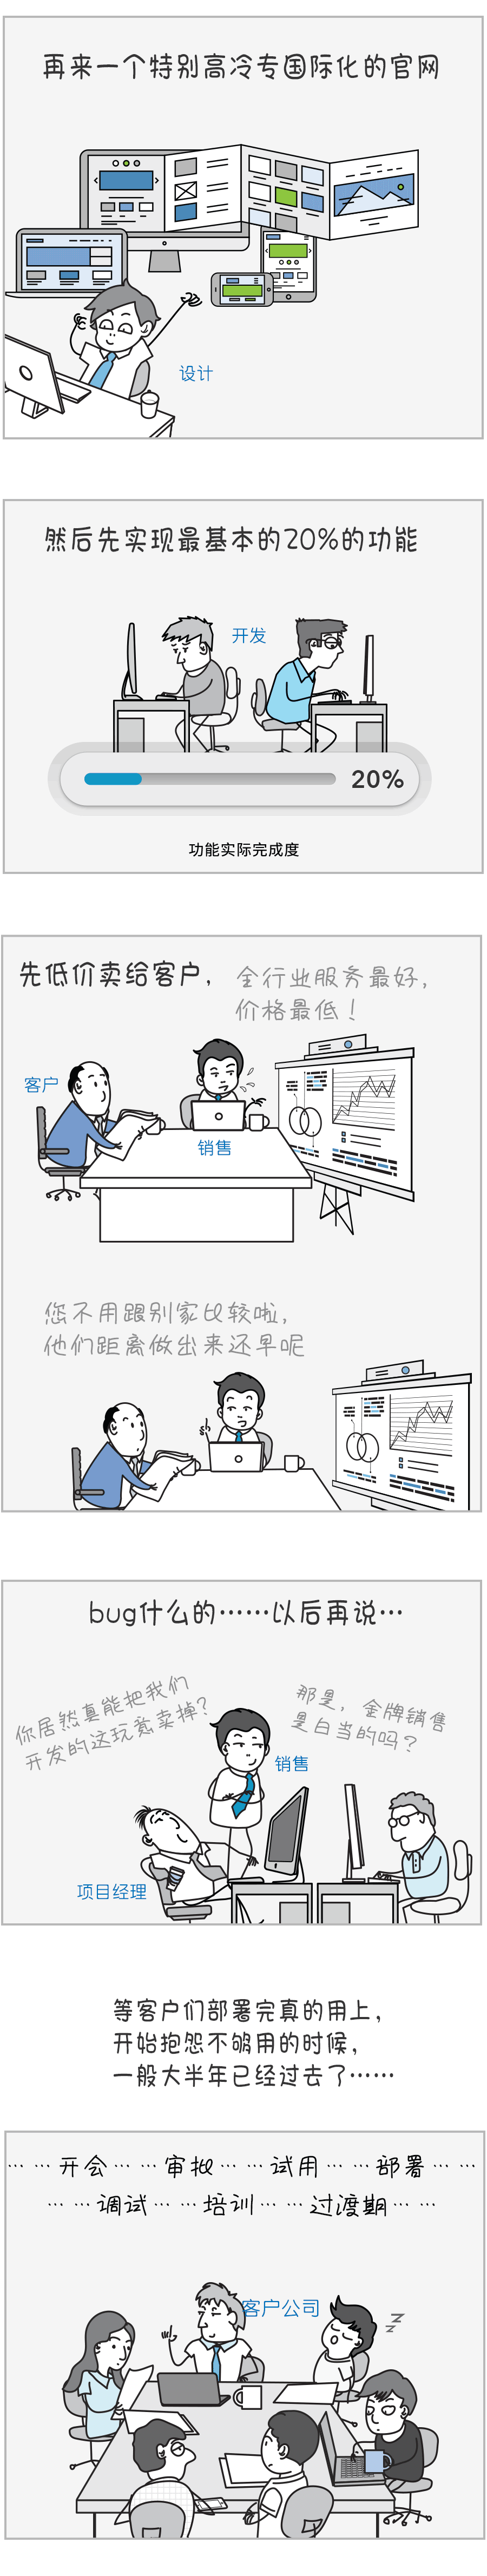 再来一个特别高冷专国际化的官网
设计
然后先实现最基本的20%的功能
开发
20%
功能实际完成度
先低价卖给客户，
全行业服务最好，
价格最低！
客户
销售
您不用跟别家比较啦，
他们距离做出来还早呢
bug什么的……以后再说…
你居然真能把我们
开发的这玩意卖掉？
那是，金牌销售
是白当的吗？
销售
项目经理
等客户们部署完真的用上，
开始抱怨不够用的时候，
一般大半年已经过去了……
……开会……审批……试用……部署……
……调试……培训……过渡期……
客户公司
Z
Z